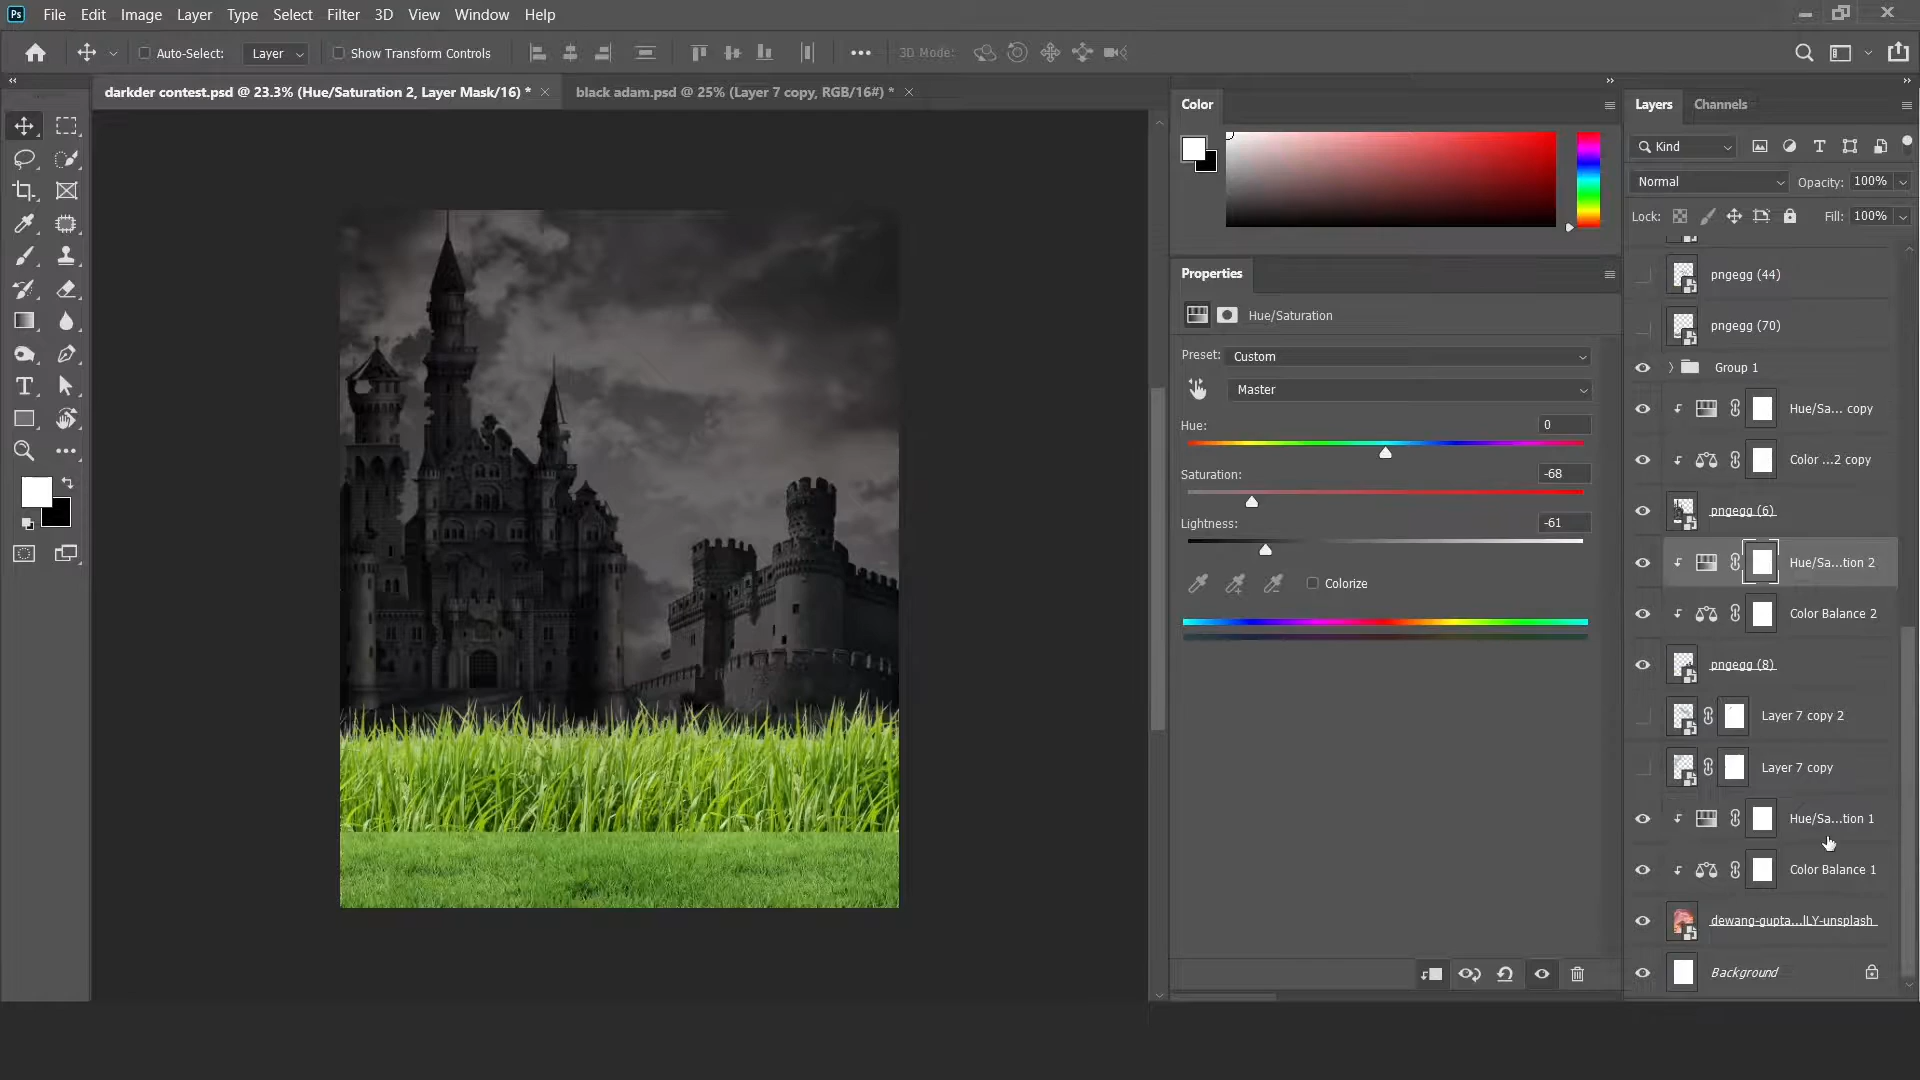 Ps File Edit Image Layer Type Select Filter 3D View Window Help
Auto-Select: Layer Show Transform Controls 3D Mode:
darkder contest.psd @ 23.3% (Hue/Saturation 2, Layer Mask/16) * black adam.psd @ 25% (Layer 7 copy, RGB/16#) *
Color
Properties
Hue/Saturation
Preset: Custom
Master
Hue: 0
Saturation: -68
Lightness: -61
Colorize
Layers Channels
Kind
Normal Opacity: 100%
Lock: Fill: 100%
pngegg (44)
pngegg (70)
Group 1
Hue/Sa... copy
Color ...2 copy
pngegg (6)
Hue/Sa...tion 2
Color Balance 2
pngegg (8)
Layer 7 copy 2
Layer 7 copy
Hue/Sa...tion 1
Color Balance 1
dewang-gupta...lLY-unsplash
Background